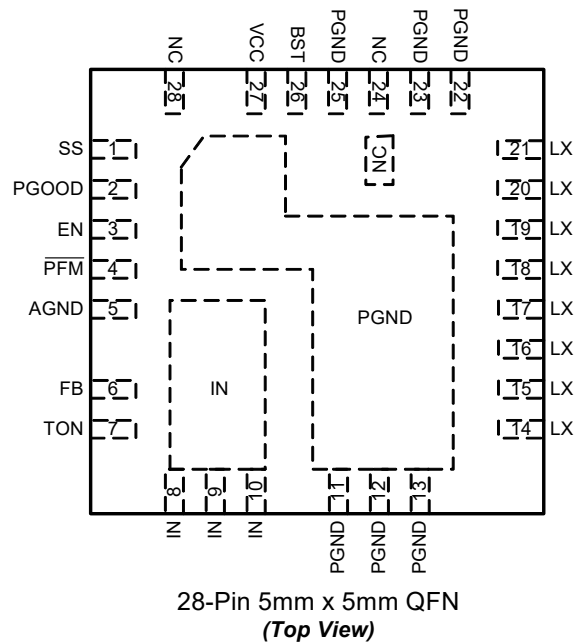 NC
VCC
BST
PGND
NC
PGND
PGND
28
27
26
25
24
23
22
SS 1
PGOOD 2
EN 3
PFM 4
AGND 5
FB 6
TON 7
NC
21 LX
20 LX
19 LX
18 LX
17 LX
16 LX
15 LX
14 LX
PGND
IN
8
9
10
11
12
13
IN
IN
IN
PGND
PGND
PGND
28-Pin 5mm x 5mm QFN
(Top View)